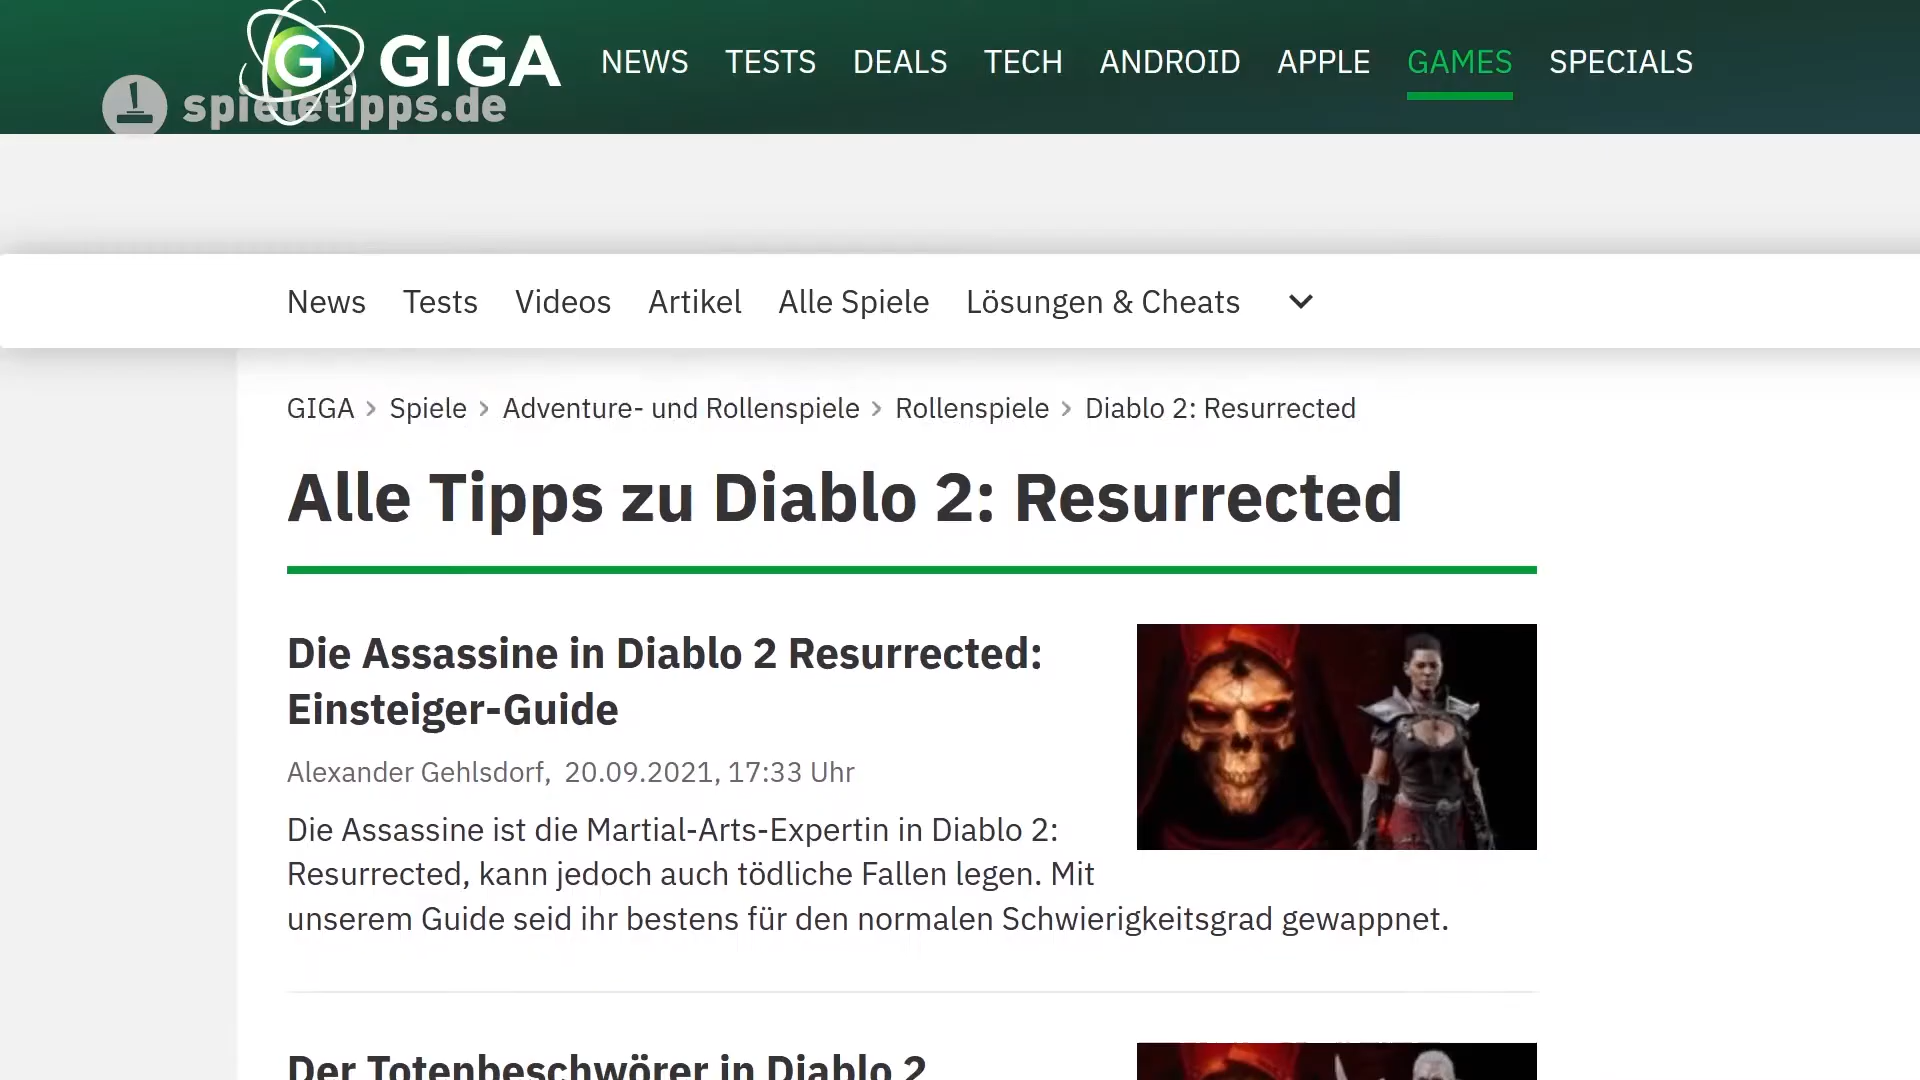 GIGA NEWS TESTS DEALS TECH ANDROID APPLE GAMES SPECIALS
spieletipps.de
News Tests Videos Artikel Alle Spiele Lösungen & Cheats
GIGA > Spiele > Adventure- und Rollenspiele > Rollenspiele > Diablo 2: Resurrected
Alle Tipps zu Diablo 2: Resurrected
Die Assassine in Diablo 2 Resurrected:
Einsteiger-Guide
Alexander Gehlsdorf, 20.09.2021, 17:33 Uhr
Die Assassine ist die Martial-Arts-Expertin in Diablo 2:
Resurrected, kann jedoch auch tödliche Fallen legen. Mit
unserem Guide seid ihr bestens für den normalen Schwierigkeitsgrad gewappnet.
Der Totenbeschwörer in Diablo 2